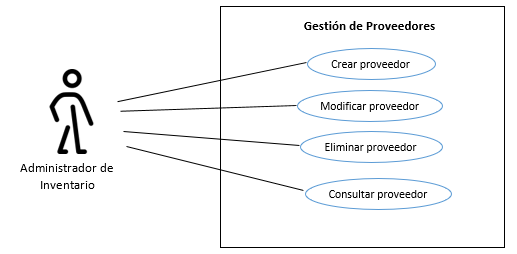 Gestión de Proveedores
Crear proveedor
Modificar proveedor
Eliminar proveedor
Consultar proveedor
Administrador de
Inventario